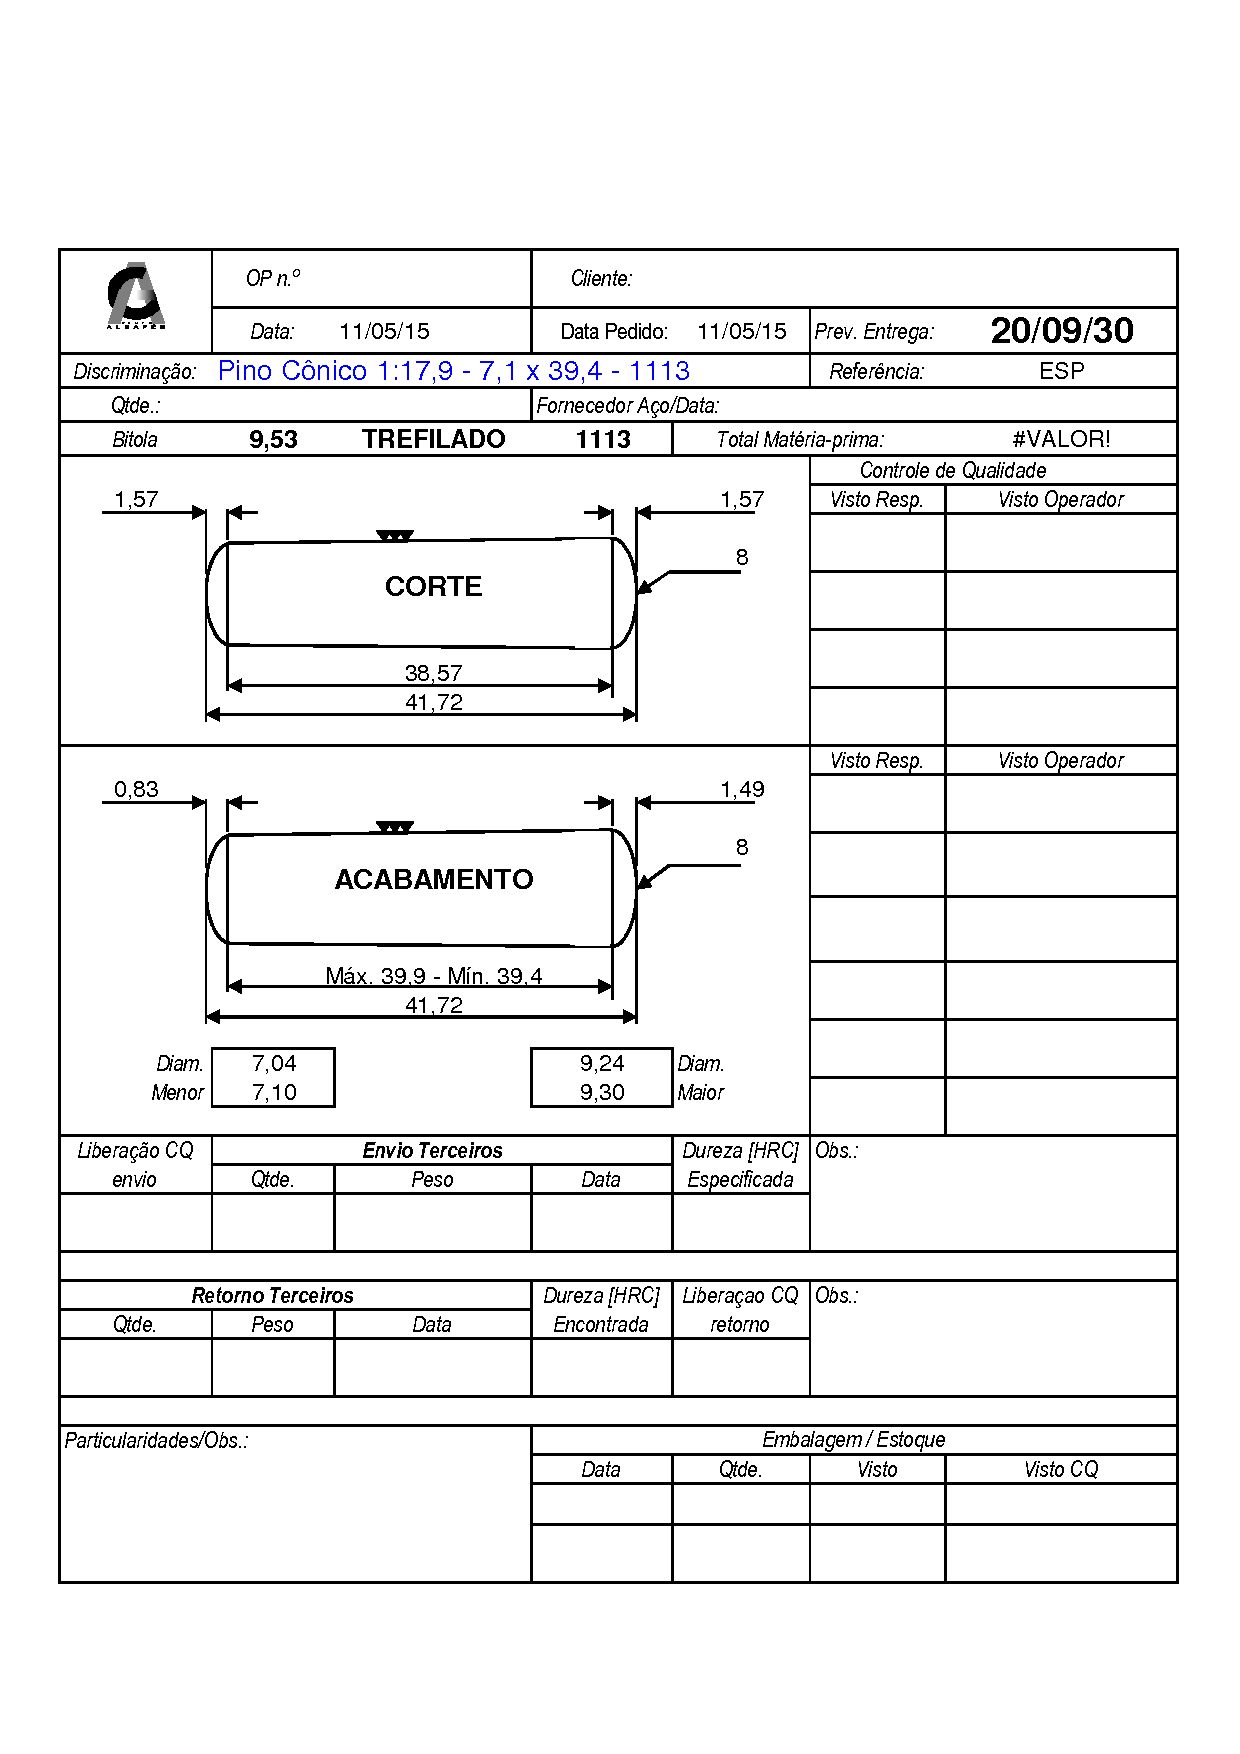 OP n.º
Cliente:
ALBAPES
Data: 11/05/15 Data Pedido: 11/05/15 Prev. Entrega: 20/09/30
Discriminação: Pino Cônico 1:17,9 - 7,1 x 39,4 - 1113 Referência: ESP
Qtde.: Fornecedor Aço/Data:
Bitola 9,53 TREFILADO 1113 Total Matéria-prima: #VALOR!
Controle de Qualidade
1,57 1,57 Visto Resp. Visto Operador
8
CORTE
38,57
41,72
Visto Resp. Visto Operador
0,83 1,49
8
ACABAMENTO
Máx. 39,9 - Mín. 39,4
41,72
Diam. 7,04 9,24 Diam.
Menor 7,10 9,30 Maior
Liberação CQ Envio Terceiros Dureza [HRC] Obs.:
envio Qtde. Peso Data Especificada
Retorno Terceiros Dureza [HRC] Liberaçao CQ Obs.:
Qtde. Peso Data Encontrada retorno
Particularidades/Obs.: Embalagem / Estoque
Data Qtde. Visto Visto CQ